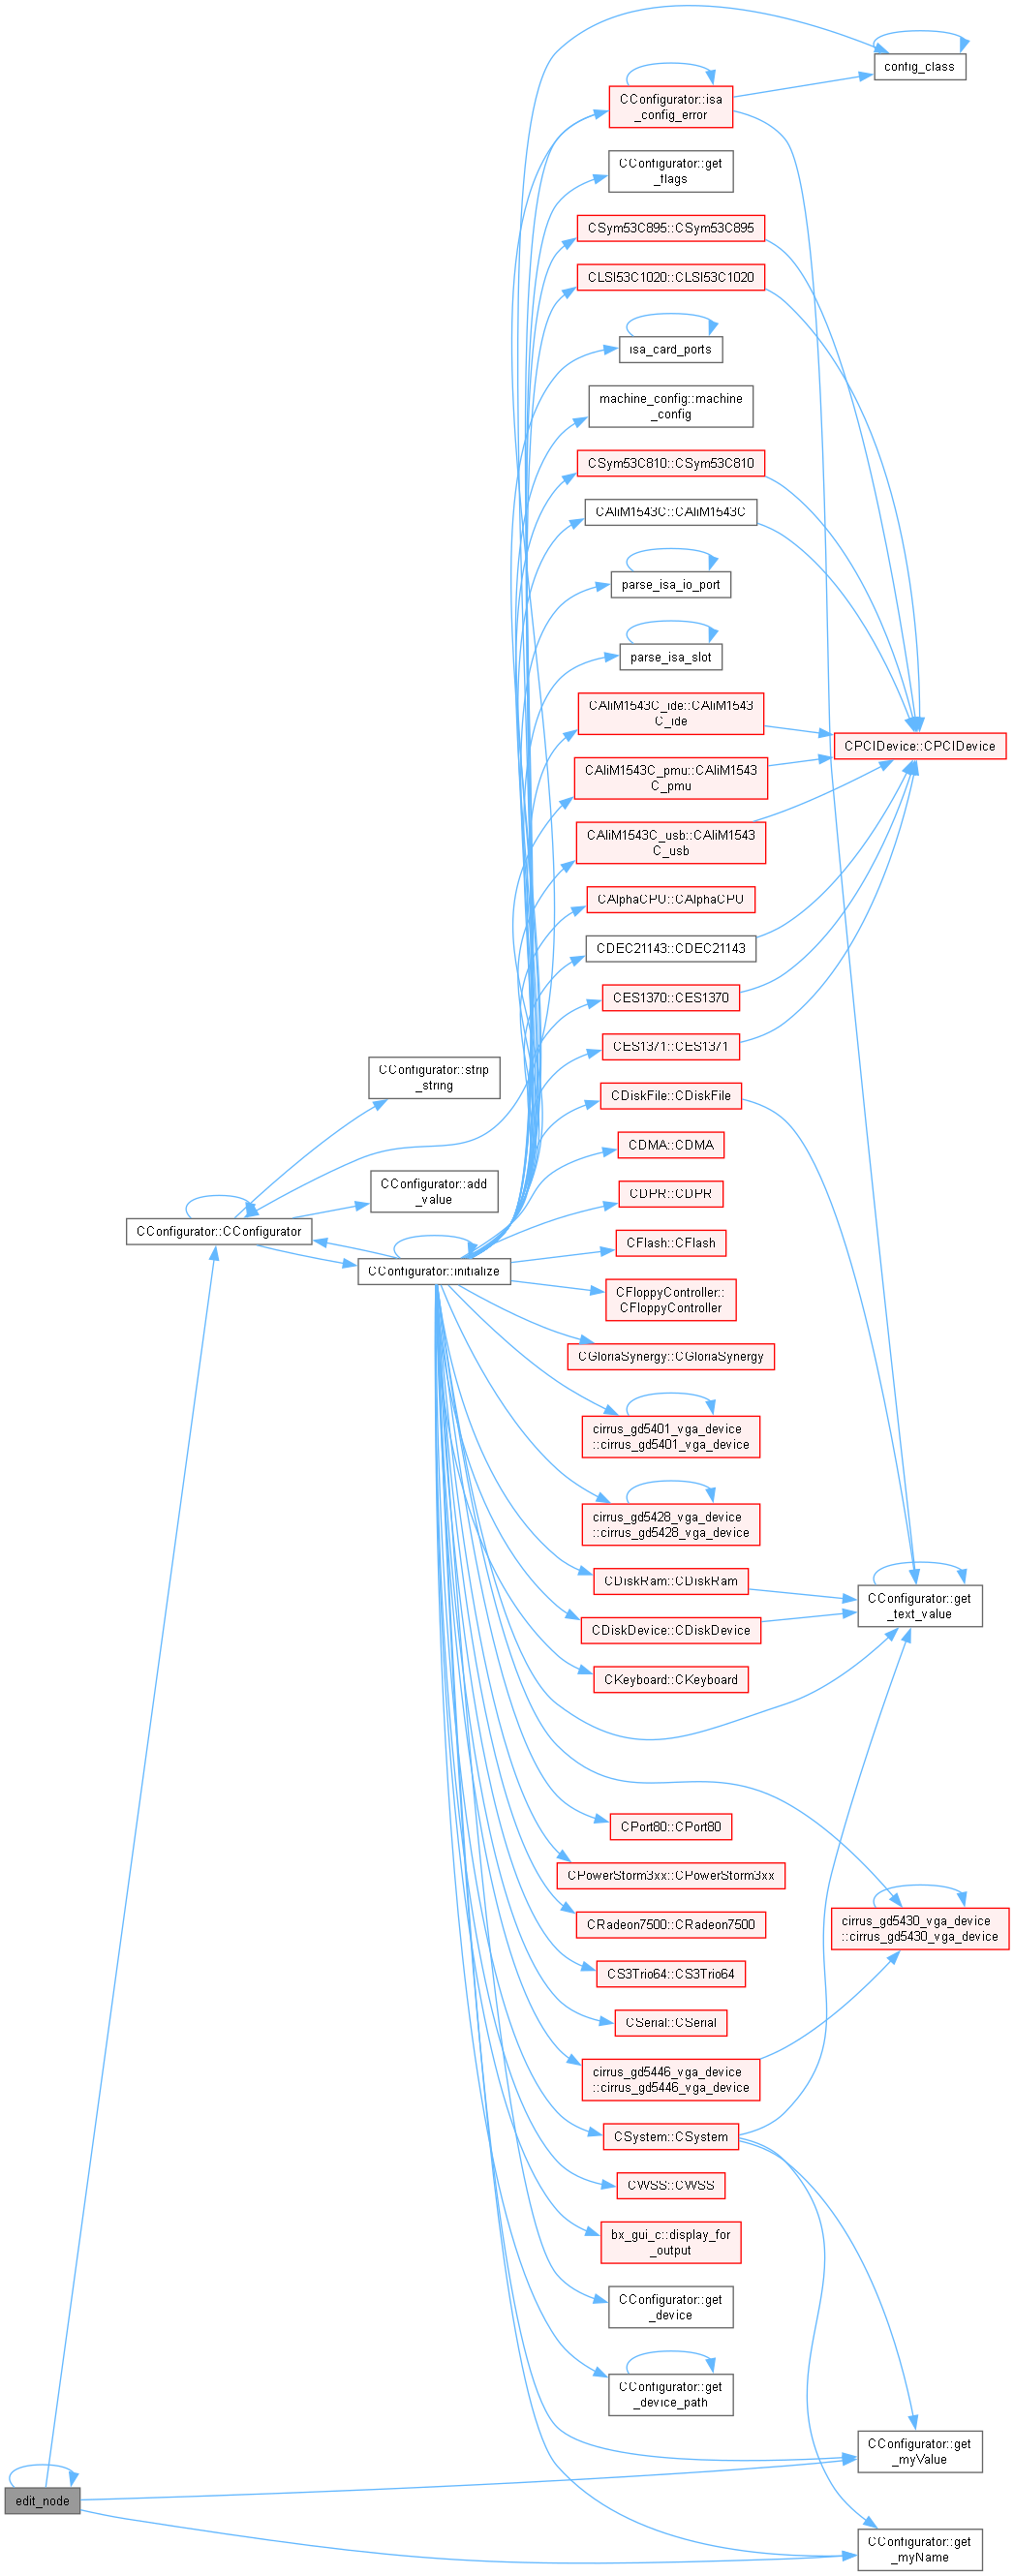 config_class
CConfigurator::isa
_config_error
CConfigurator::get
_flags
CSym53C895::CSym53C895
CLSI53C1020::CLSI53C1020
isa_card_ports
machine_config::machine
_config
CSym53C810::CSym53C810
CAliM1543C::CAliM1543C
parse_isa_io_port
parse_isa_slot
CAliM1543C_ide::CAliM1543
C_ide
CPCIDevice::CPCIDevice
CAliM1543C_pmu::CAliM1543
C_pmu
CAliM1543C_usb::CAliM1543
C_usb
CAlphaCPU::CAlphaCPU
CDEC21143::CDEC21143
CES1370::CES1370
CES1371::CES1371
CConfigurator::strip
_string
CDiskFile::CDiskFile
CDMA::CDMA
CConfigurator::add
_value
CDPR::CDPR
CConfigurator::CConfigurator
CFlash::CFlash
CConfigurator::initialize
CFloppyController::
CFloppyController
CGloriaSynergy::CGloriaSynergy
cirrus_gd5401_vga_device
::cirrus_gd5401_vga_device
cirrus_gd5428_vga_device
::cirrus_gd5428_vga_device
CDiskRam::CDiskRam
CConfigurator::get
_text_value
CDiskDevice::CDiskDevice
CKeyboard::CKeyboard
CPort80::CPort80
CPowerStorm3xx::CPowerStorm3xx
CRadeon7500::CRadeon7500
cirrus_gd5430_vga_device
::cirrus_gd5430_vga_device
CS3Trio64::CS3Trio64
CSerial::CSerial
cirrus_gd5446_vga_device
::cirrus_gd5446_vga_device
CSystem::CSystem
CWSS::CWSS
bx_gui_c::display_for
_output
CConfigurator::get
_device
CConfigurator::get
_device_path
CConfigurator::get
_myValue
edit_node
CConfigurator::get
_myName